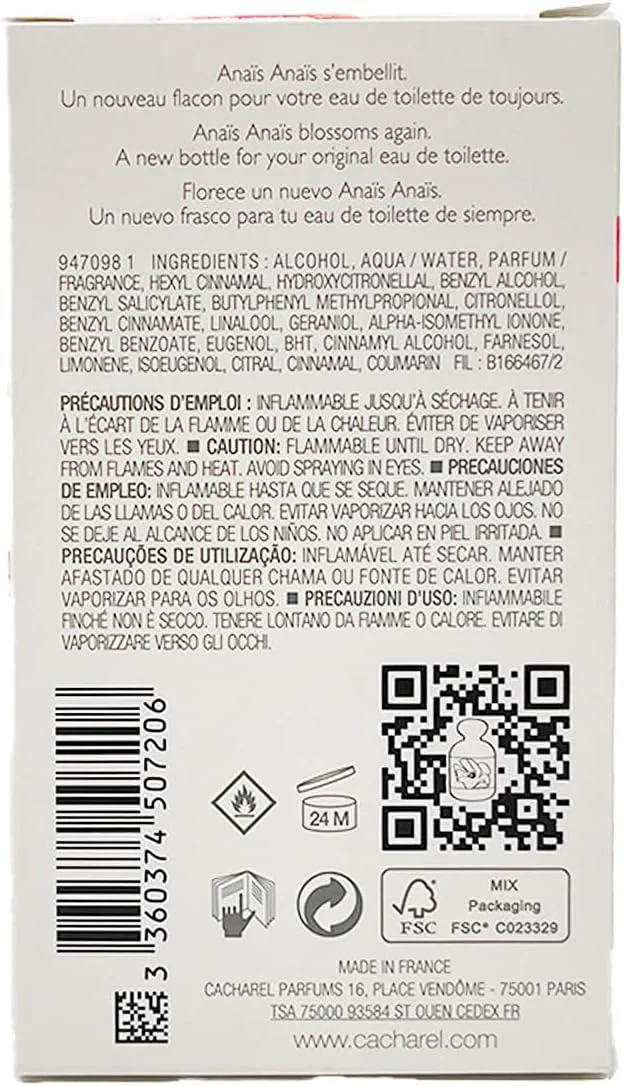 Anaïs Anaïs s'embellit.
Un nouveau flacon pour votre eau de toilette de toujours.
Anaïs Anaïs blossoms again.
A new bottle for your original eau de toilette.
Florece un nuevo Anaïs Anaïs.
Un nuevo frasco para tu eau de toilette de siempre.
947098 1 INGREDIENTS : ALCOHOL, AQUA / WATER, PARFUM /
FRAGRANCE, HEXYL CINNAMAL, HYDROXYCITRONELLAL, BENZYL ALCOHOL,
BENZYL SALICYLATE, BUTYLPHENYL METHYLPROPIONAL, CITRONELLOL,
BENZYL CINNAMATE, LINALOOL, GERANIOL, ALPHA-ISOMETHYL IONONE,
BENZYL BENZOATE, EUGENOL, BHT, CINNAMYL ALCOHOL, FARNESOL,
LIMONENE, ISOEUGENOL, CITRAL, CINNAMAL, COUMARIN FIL : B166467/2
PRÉCAUTIONS D'EMPLOI : INFLAMMABLE JUSQU'À SÉCHAGE. À TENIR
À L'ÉCART DE LA FLAMME OU DE LA CHALEUR. ÉVITER DE VAPORISER
VERS LES YEUX. ■ CAUTION: FLAMMABLE UNTIL DRY. KEEP AWAY
FROM FLAMES AND HEAT. AVOID SPRAYING IN EYES. ■ PRECAUCIONES
DE EMPLEO: INFLAMABLE HASTA QUE SE SEQUE. MANTENER ALEJADO
DE LAS LLAMAS O DEL CALOR. EVITAR VAPORIZAR HACIA LOS OJOS. NO
SE DEJE AL ALCANCE DE LOS NIÑOS. NO APLICAR EN PIEL IRRITADA. ■
PRECAUÇÕES DE UTILIZAÇÃO: INFLAMÁVEL ATÉ SECAR. MANTER
AFASTADO DE QUALQUER CHAMA OU FONTE DE CALOR. EVITAR
VAPORIZAR PARA OS OLHOS. ■ PRECAUZIONI D'USO: INFIAMMABILE
FINCHÉ NON È SECCO. TENERE LONTANO DA FIAMME O CALORE. EVITARE DI
VAPORIZZARE VERSO GLI OCCHI.
3 360374 507206
24 M
FSC
MIX
Packaging
FSC® C023329
MADE IN FRANCE
CACHAREL PARFUMS 16, PLACE VENDÔME - 75001 PARIS
TSA 75000 93584 ST OUEN CEDEX FR
www.cacharel.com